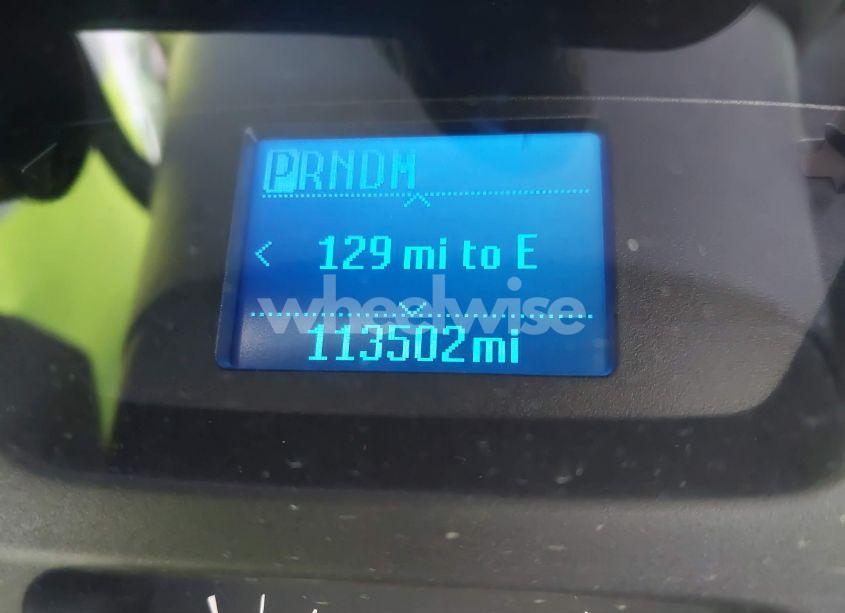 PRNDM
129 mi to E
wheelwise
113502mi